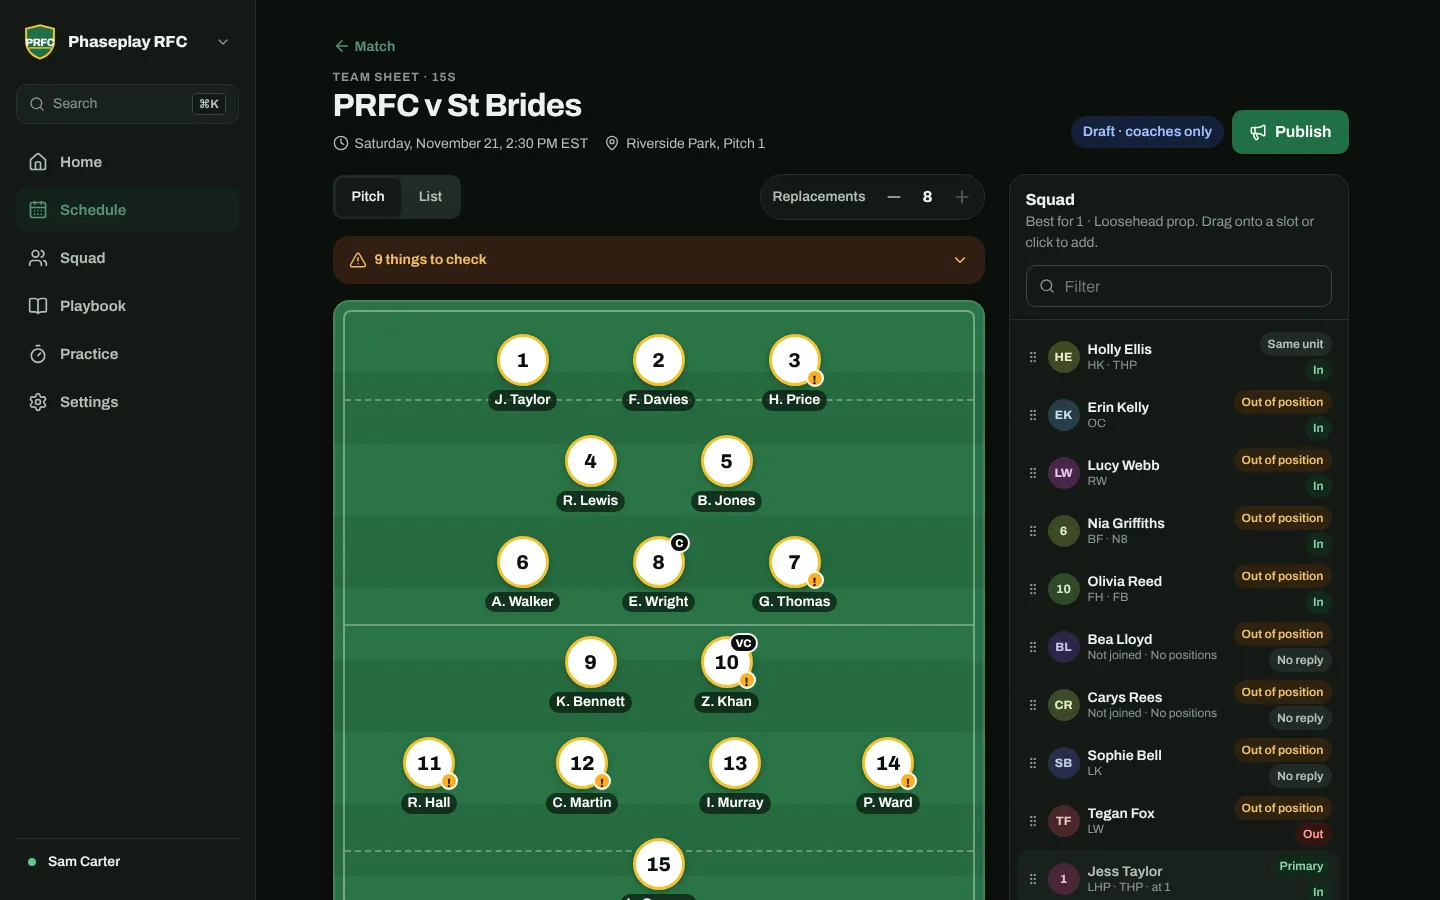 PRFC
Phaseplay RFC
Search
⌘K
Home
Schedule
Squad
Playbook
Practice
Settings
Sam Carter
Match
TEAM SHEET · 15S
PRFC v St Brides
Saturday, November 21, 2:30 PM EST
Riverside Park, Pitch 1
Draft · coaches only
Publish
Pitch
List
Replacements
8
9 things to check
1
2
3
!
J. Taylor
F. Davies
H. Price
4
5
R. Lewis
B. Jones
6
8
C
7
!
A. Walker
E. Wright
G. Thomas
9
10
VC
!
K. Bennett
Z. Khan
11
!
12
!
13
14
!
R. Hall
C. Martin
I. Murray
P. Ward
15
Squad
Best for 1 · Loosehead prop. Drag onto a slot or
click to add.
Filter
HE
Holly Ellis
HK · THP
Same unit
In
EK
Erin Kelly
OC
Out of position
In
LW
Lucy Webb
RW
Out of position
In
6
Nia Griffiths
BF · N8
Out of position
In
10
Olivia Reed
FH · FB
Out of position
In
BL
Bea Lloyd
Not joined · No positions
Out of position
No reply
CR
Carys Rees
Not joined · No positions
Out of position
No reply
SB
Sophie Bell
LK
Out of position
No reply
TF
Tegan Fox
LW
Out of position
Out
1
Jess Taylor
LHP · THP · at 1
Primary
In